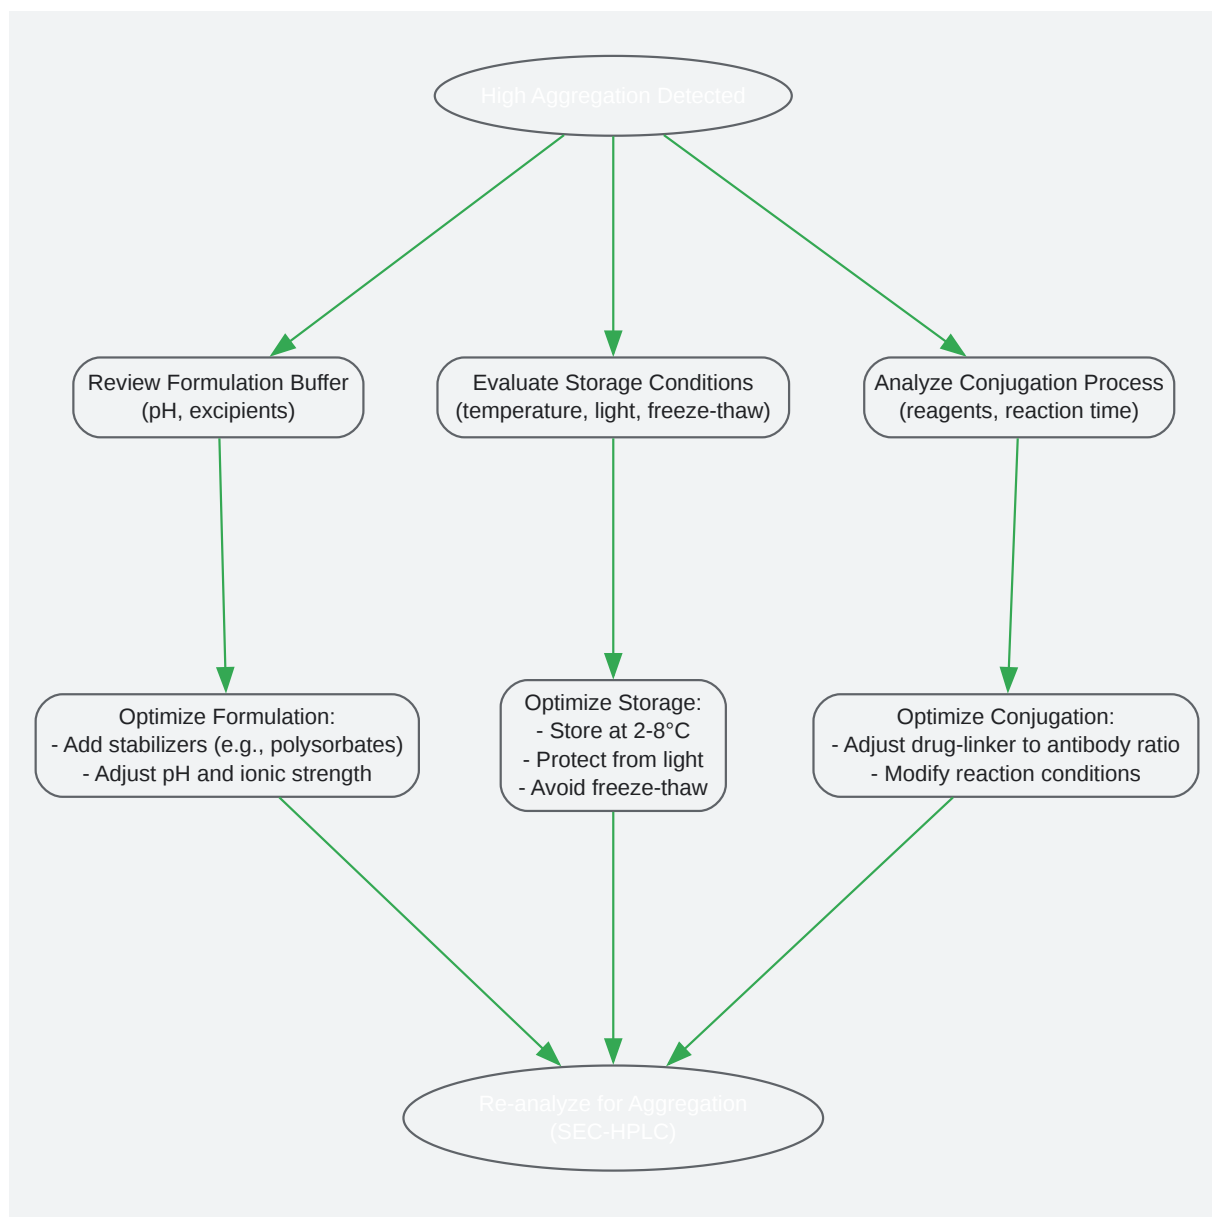 High Aggregation Detected
Review Formulation Buffer
(pH, excipients)
Evaluate Storage Conditions
(temperature, light, freeze-thaw)
Analyze Conjugation Process
(reagents, reaction time)
Optimize Formulation:
- Add stabilizers (e.g., polysorbates)
- Adjust pH and ionic strength
Optimize Storage:
- Store at 2-8°C
- Protect from light
- Avoid freeze-thaw
Optimize Conjugation:
- Adjust drug-linker to antibody ratio
- Modify reaction conditions
Re-analyze for Aggregation
(SEC-HPLC)